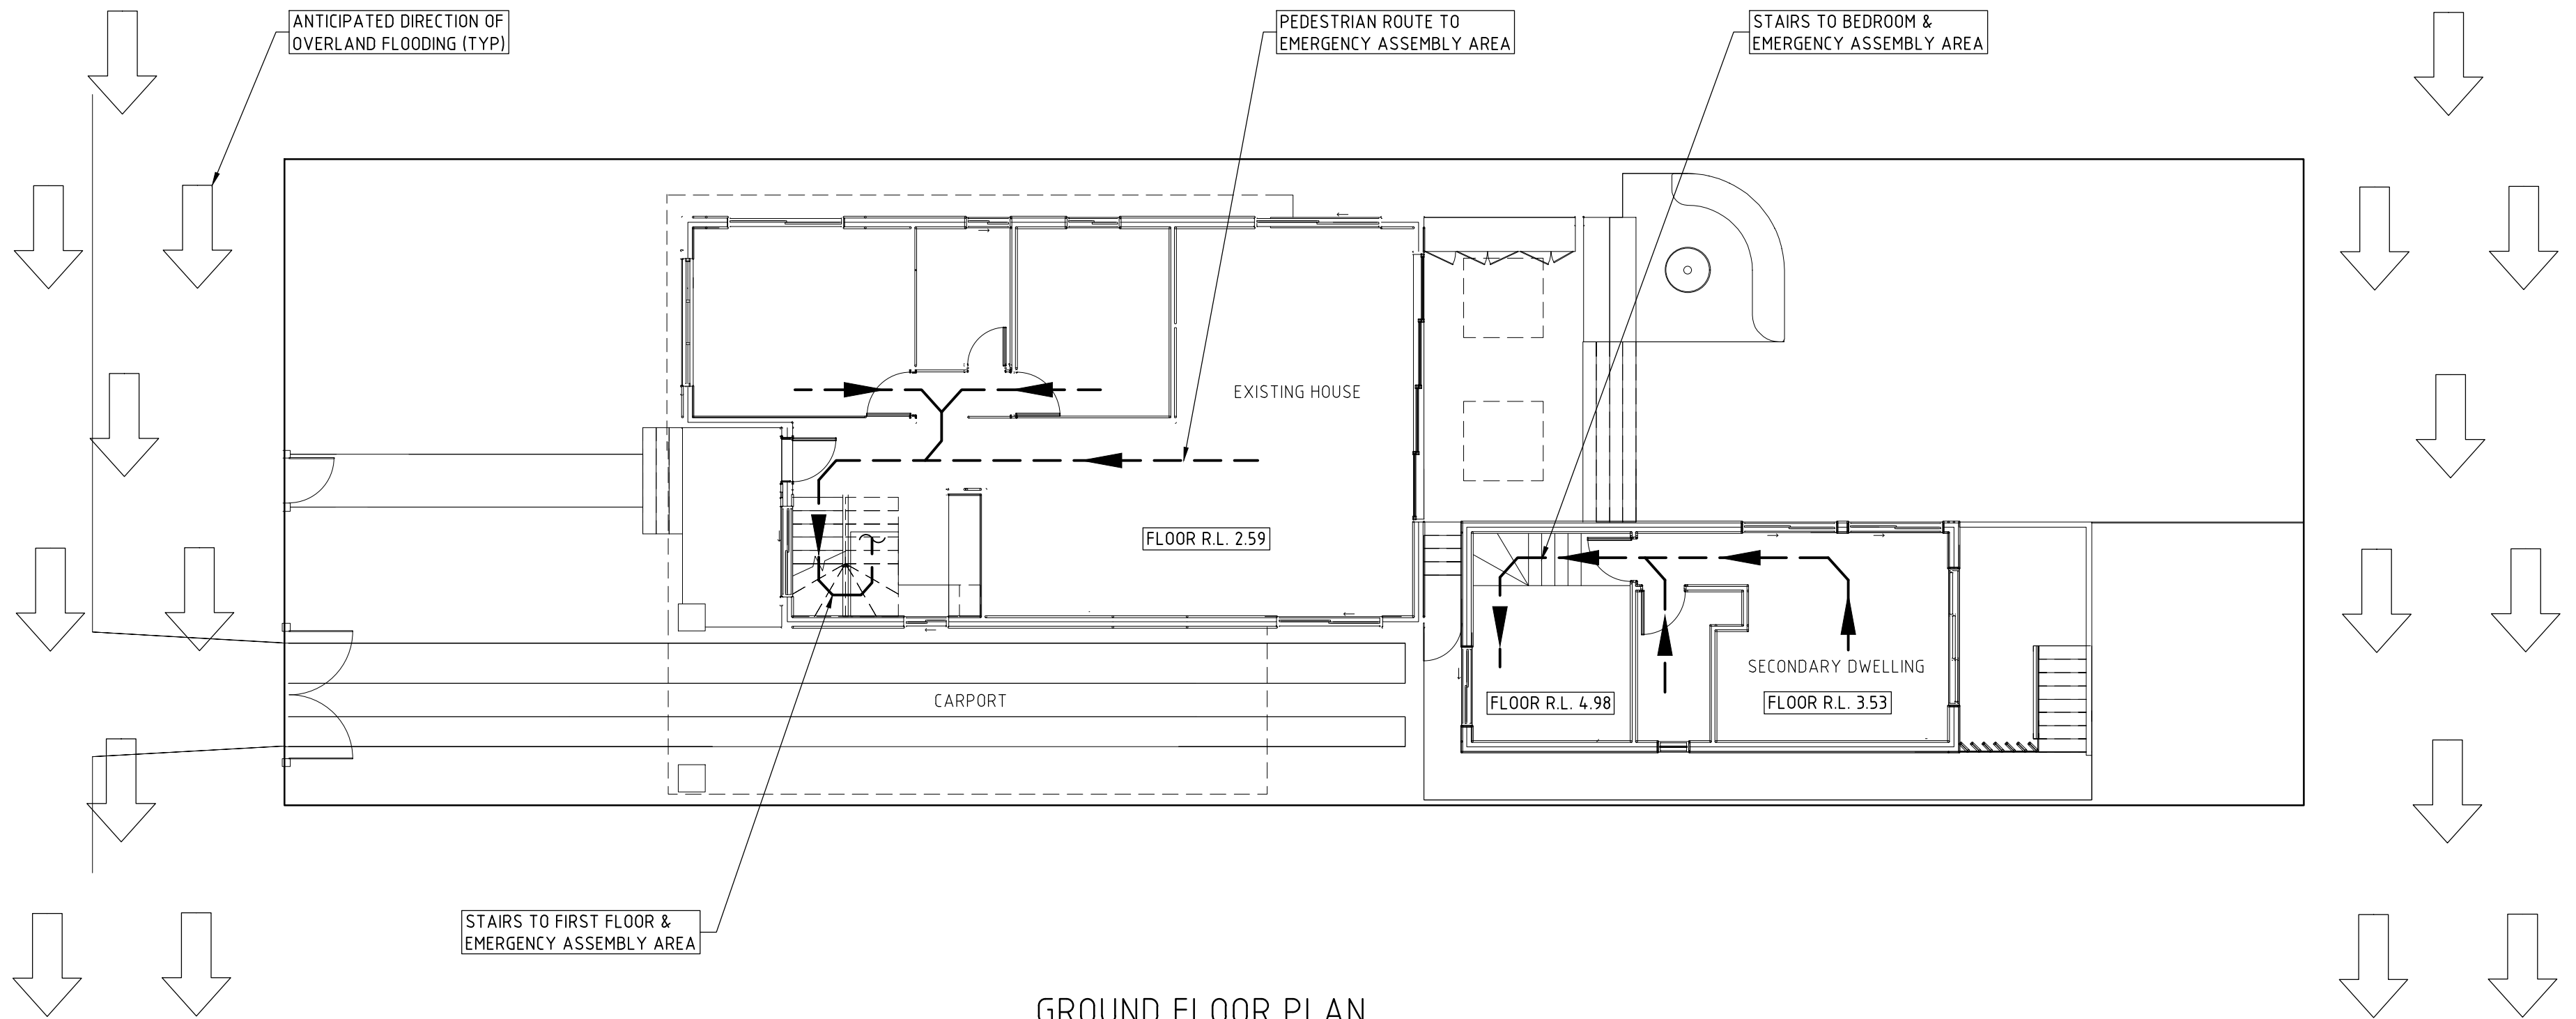 ANTICIPATED DIRECTION OF
OVERLAND FLOODING (TYP)
PEDESTRIAN ROUTE TO
EMERGENCY ASSEMBLY AREA
STAIRS TO BEDROOM &
EMERGENCY ASSEMBLY AREA
EXISTING HOUSE
FLOOR R.L. 2.59
SECONDARY DWELLING
FLOOR R.L. 4.98
FLOOR R.L. 3.53
CARPORT
STAIRS TO FIRST FLOOR &
EMERGENCY ASSEMBLY AREA
GROUND FLOOR PLAN